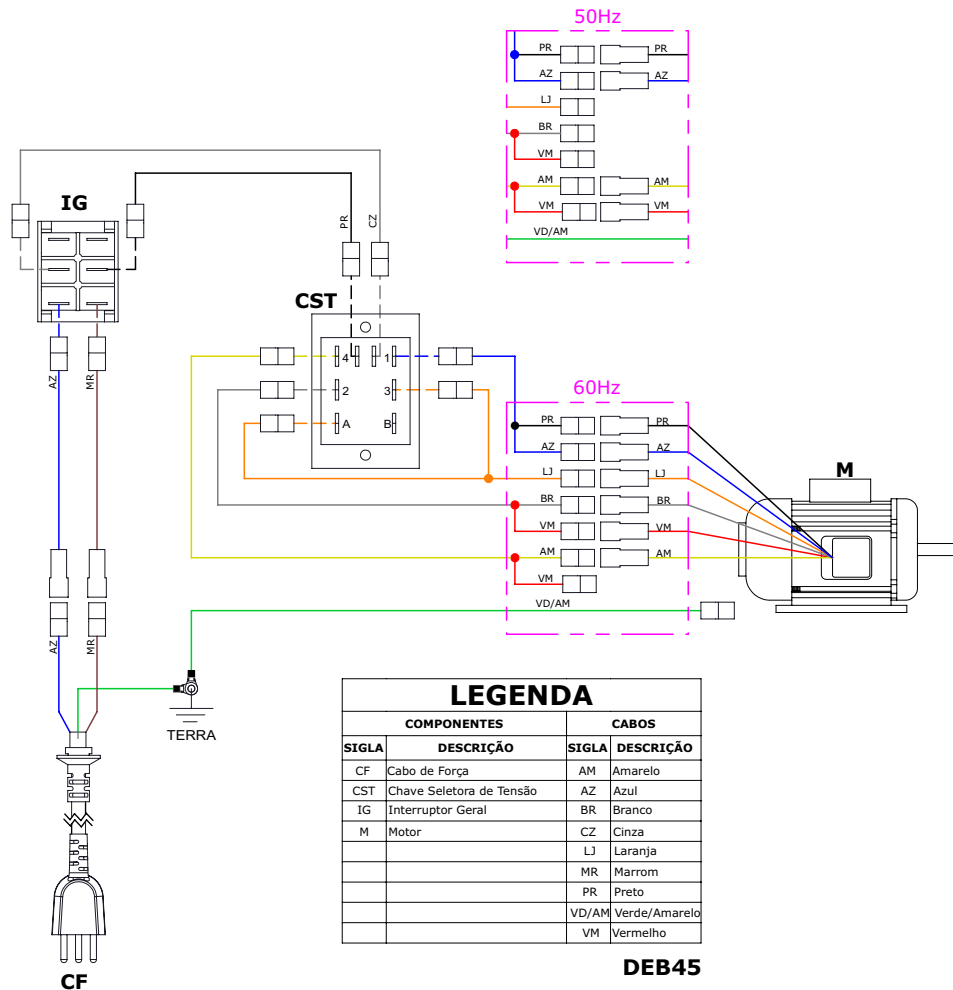 50Hz
PR PR
AZ AZ
LJ
BR
VM
AM AM
VM VM
VD/AM
IG
PR
CZ
CST
4 1
2 3
A B
AZ
MR
60Hz
PR PR
AZ AZ
LJ LJ
BR BR
VM VM
AM AM
VM
VD/AM
M
AZ
MR
TERRA
CF
LEGENDA
COMPONENTES CABOS
SIGLA DESCRIÇÃO SIGLA DESCRIÇÃO
CF Cabo de Força AM Amarelo
CST Chave Seletora de Tensão AZ Azul
IG Interruptor Geral BR Branco
M Motor CZ Cinza
LJ Laranja
MR Marrom
PR Preto
VD/AM Verde/Amarelo
VM Vermelho
DEB45